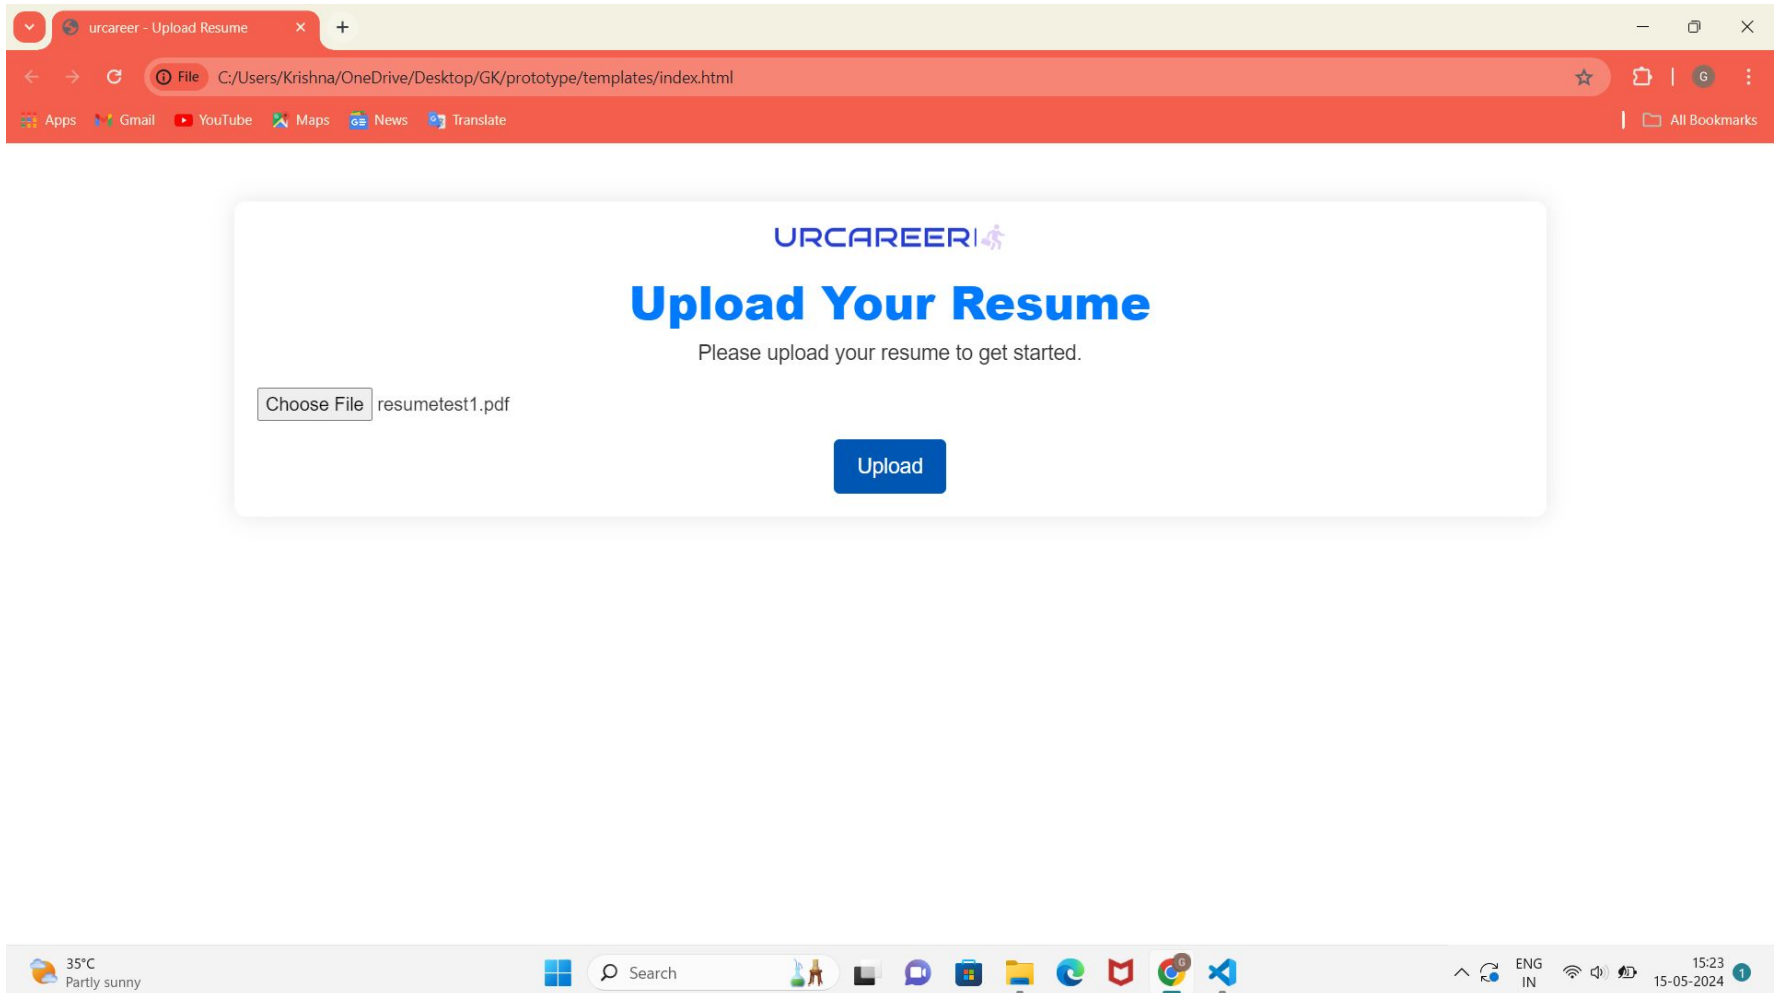 urcareer - Upload Resume
File C:/Users/Krishna/OneDrive/Desktop/GK/prototype/templates/index.html G
Apps Gmail YouTube Maps GE News Translate All Bookmarks
URCAREER
Upload Your Resume
Please upload your resume to get started.
Choose File resumetest1.pdf
Upload
35°C
Partly sunny
Search
G
ENG
IN
15:23
15-05-2024
1